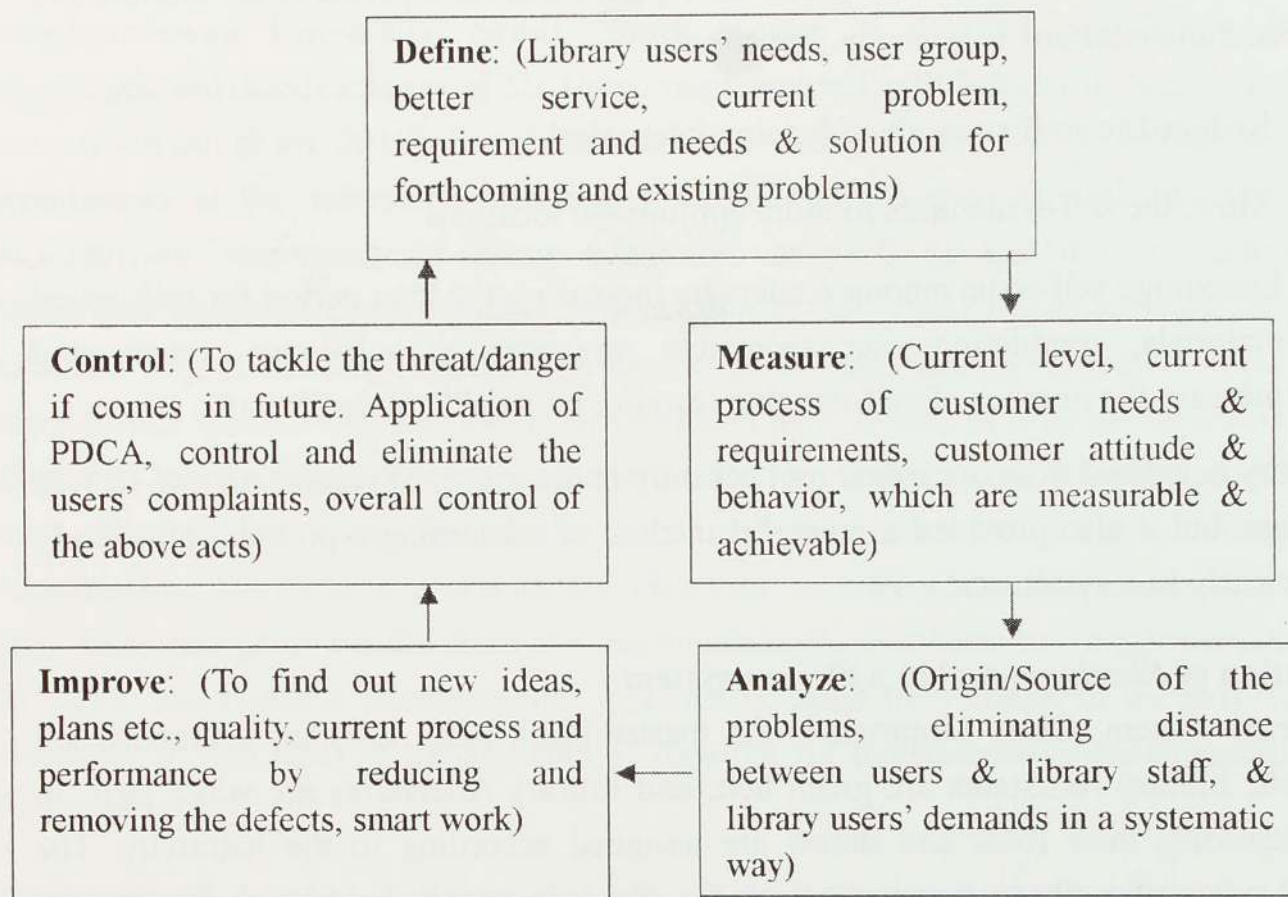 Define: (Library users' needs, user group,
better service, current problem,
requirement and needs & solution for
forthcoming and existing problems)
Control: (To tackle the threat/danger
if comes in future. Application of
PDCA, control and eliminate the
users' complaints, overall control of
the above acts)
Measure: (Current level, current
process of customer needs &
requirements, customer attitude &
behavior, which are measurable &
achievable)
Improve: (To find out new ideas,
plans etc., quality, current process and
performance by reducing and
removing the defects, smart work)
Analyze: (Origin/Source of the
problems, eliminating distance
between users & library staff, &
library users' demands in a systematic
way)